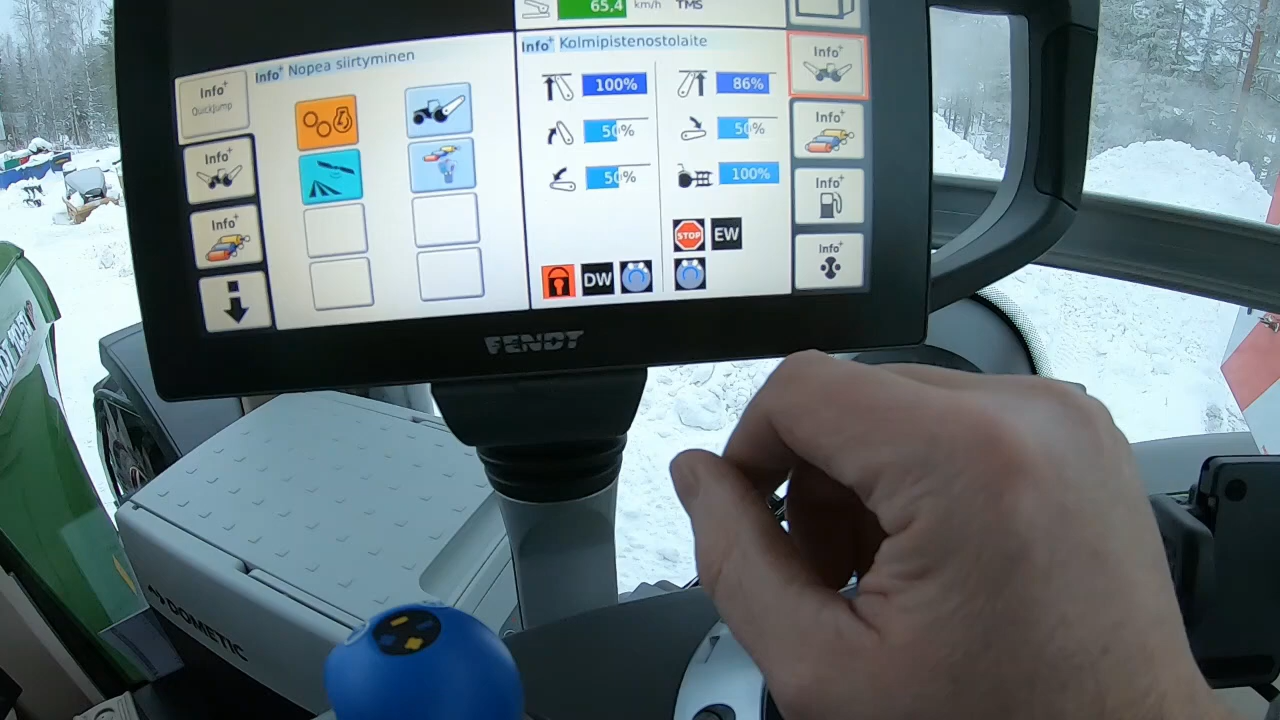 65,4 km/h TMS
Info+ Nopea siirtyminen
Info+
QuickJump
Info+
Info+
Info+ Kolmipistenostolaite
100%
86%
50%
50%
50%
100%
STOP EW
DW
Info+
Info+
Info+
Info+
FENDT
DOMETIC